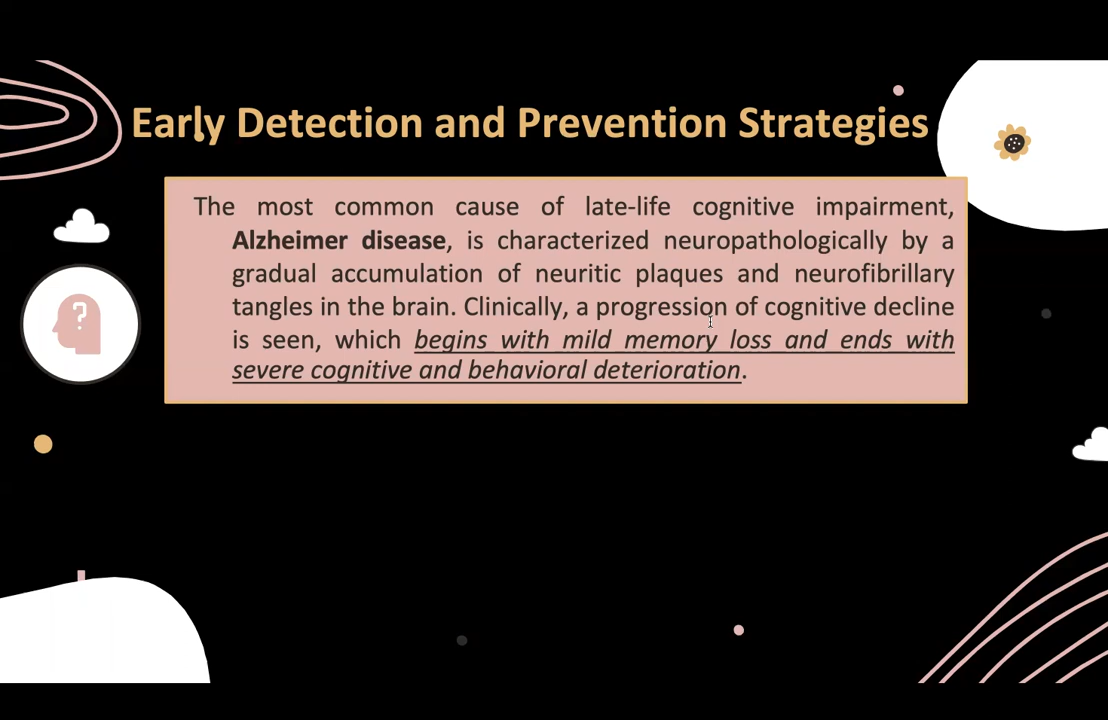 Early Detection and Prevention Strategies
The most common cause of late-life cognitive impairment,
Alzheimer disease, is characterized neuropathologically by a
gradual accumulation of neuritic plaques and neurofibrillary
tangles in the brain. Clinically, a progression of cognitive decline
is seen, which begins with mild memory loss and ends with
severe cognitive and behavioral deterioration.
?